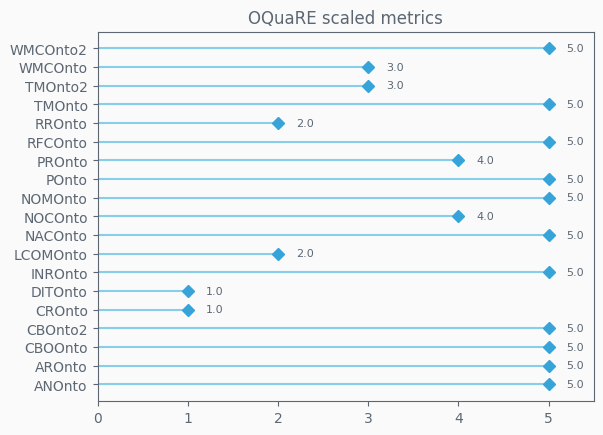 OQuaRE scaled metrics
WMCOnto2 5.0
WMCOnto 3.0
TMOnto2 3.0
TMOnto 5.0
RROnto 2.0
RFCOnto 5.0
PROnto 4.0
POnto 5.0
NOMOnto 5.0
NOCOnto 4.0
NACOnto 5.0
LCOMOnto 2.0
INROnto 5.0
DITOnto 1.0
CROnto 1.0
CBOnto2 5.0
CBOOnto 5.0
AROnto 5.0
ANOnto 5.0
0 1 2 3 4 5